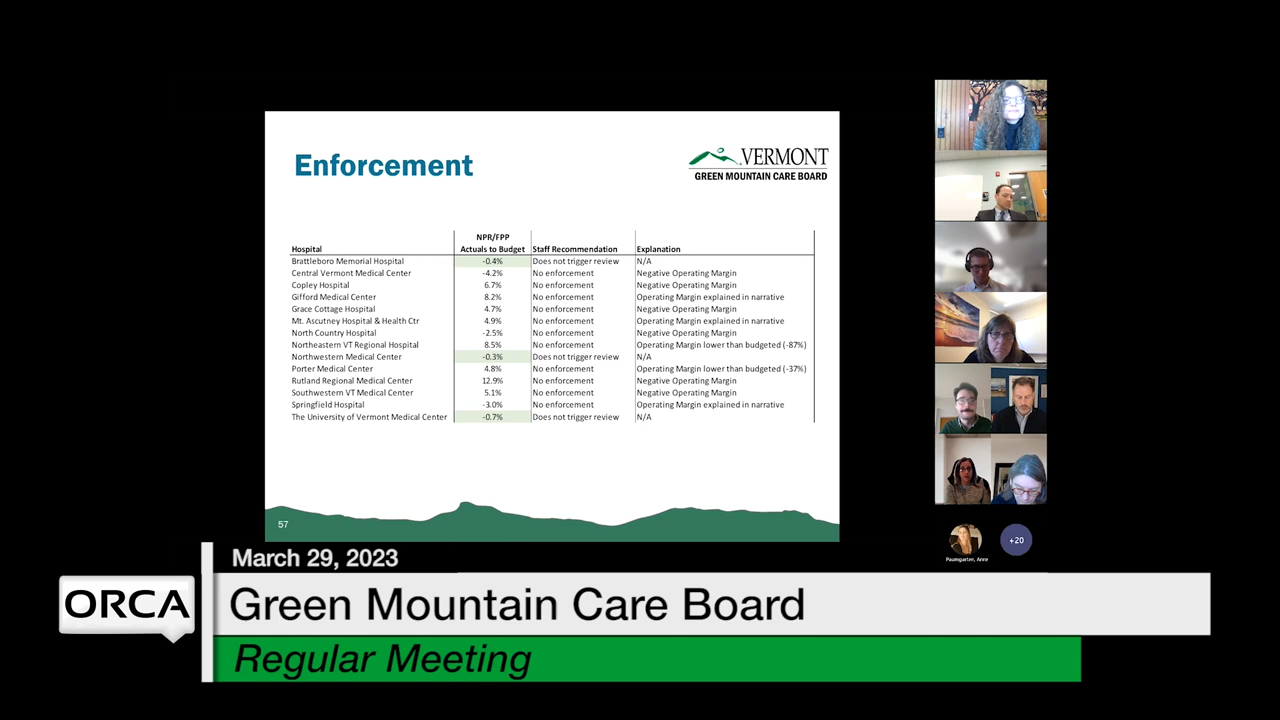 Enforcement
VERMONT
GREEN MOUNTAIN CARE BOARD
NPR/FPP
Hospital Actuals to Budget Staff Recommendation Explanation
Brattleboro Memorial Hospital -0.4% Does not trigger review N/A
Central Vermont Medical Center -4.2% No enforcement Negative Operating Margin
Copley Hospital 6.7% No enforcement Negative Operating Margin
Gifford Medical Center 8.2% No enforcement Operating Margin explained in narrative
Grace Cottage Hospital 4.7% No enforcement Negative Operating Margin
Mt. Ascutney Hospital & Health Ctr 4.9% No enforcement Operating Margin explained in narrative
North Country Hospital -2.5% No enforcement Negative Operating Margin
Northeastern VT Regional Hospital 8.5% No enforcement Operating Margin lower than budgeted (-87%)
Northwestern Medical Center -0.3% Does not trigger review N/A
Porter Medical Center 4.8% No enforcement Operating Margin lower than budgeted (-37%)
Rutland Regional Medical Center 12.9% No enforcement Negative Operating Margin
Southwestern VT Medical Center 5.1% No enforcement Negative Operating Margin
Springfield Hospital -3.0% No enforcement Operating Margin explained in narrative
The University of Vermont Medical Center -0.7% Does not trigger review N/A
57
+20
Paumgarten, Anne
March 29, 2023
ORCA
Green Mountain Care Board
Regular Meeting